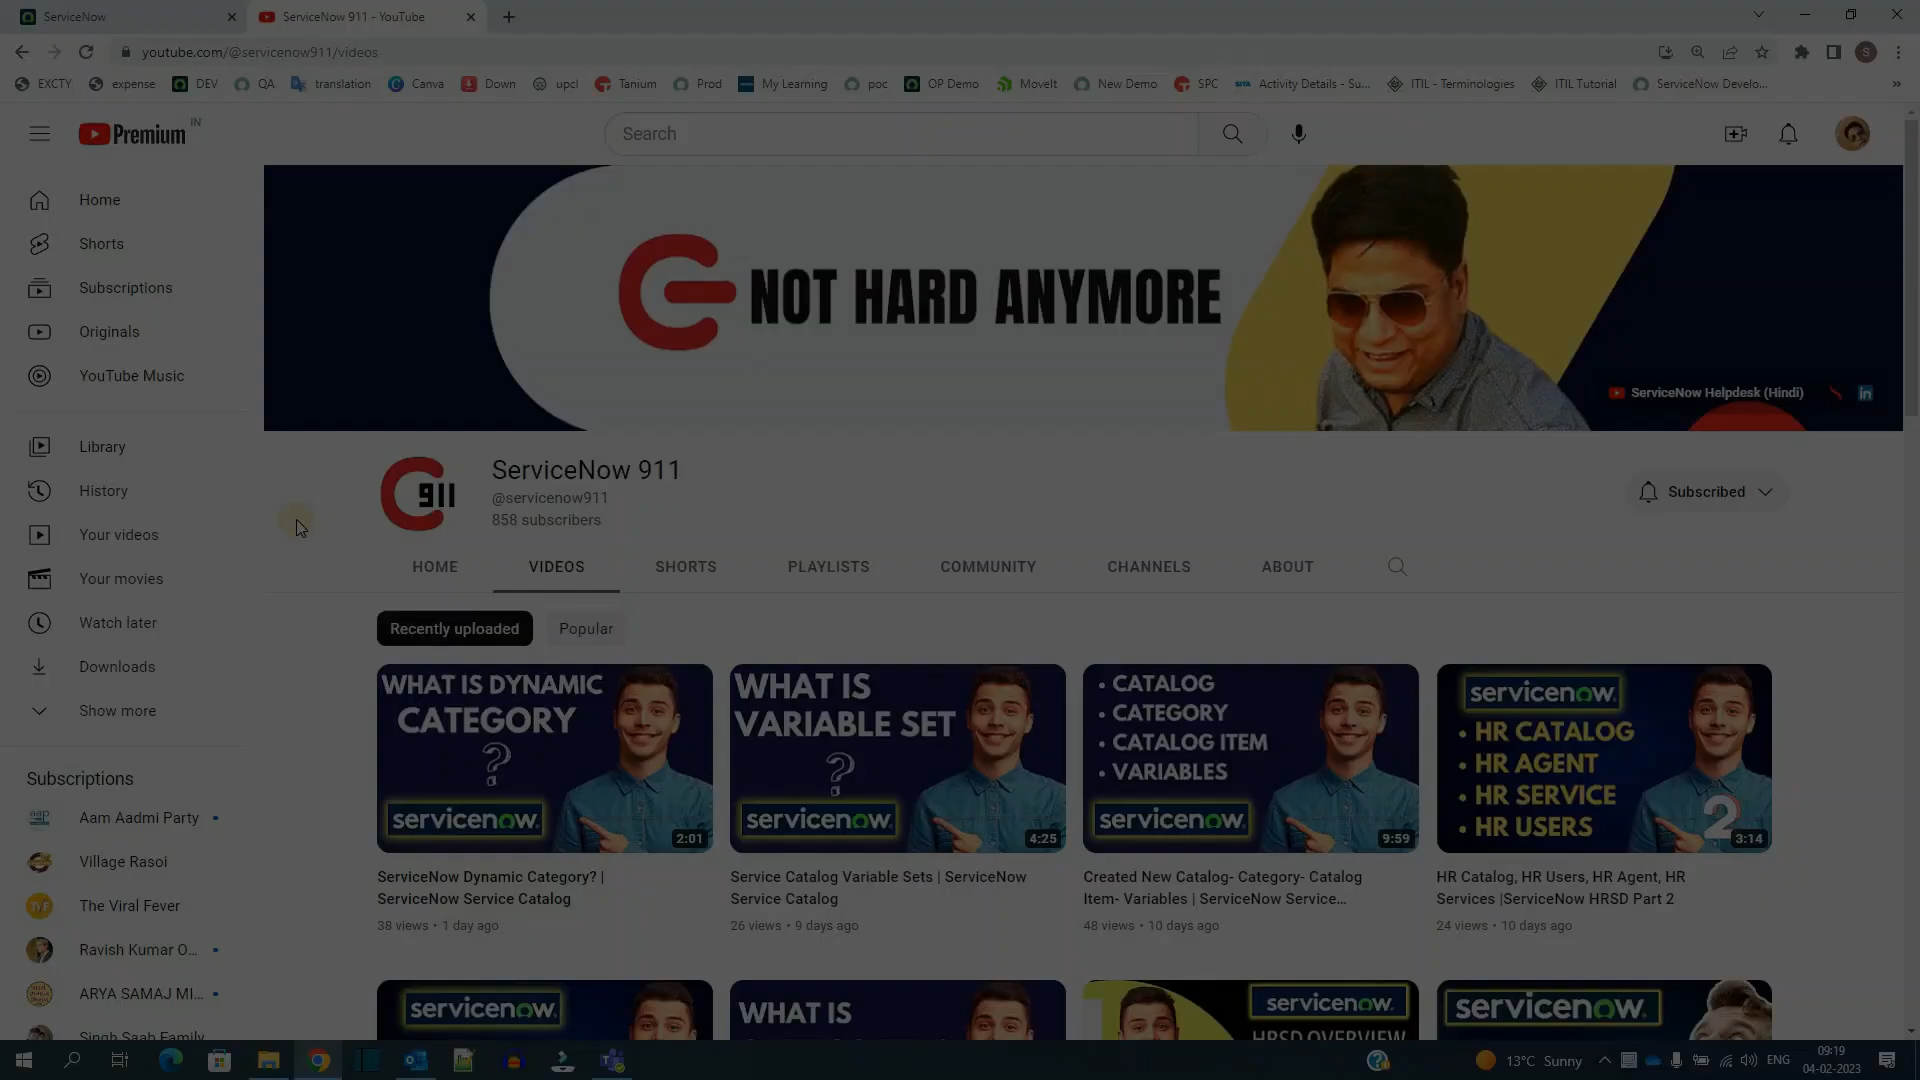 ServiceNow
ServiceNow 911 - YouTube
youtube.com/@servicenow911/videos
EXCTY
expense
DEV
QA
translation
Canva
Down
upcl
Tanium
Prod
My Learning
poc
OP Demo
MoveIt
New Demo
SPC
Activity Details - Su...
ITIL - Terminologies
ITIL Tutorial
ServiceNow Develo...
Premium IN
Search
Home
Shorts
Subscriptions
Originals
YouTube Music
Library
History
Your videos
Your movies
Watch later
Downloads
Show more
Subscriptions
Aam Aadmi Party
Village Rasoi
The Viral Fever
Ravish Kumar O...
ARYA SAMAJ MI...
Singh Saab Family
NOT HARD ANYMORE
ServiceNow Helpdesk (Hindi)
911
ServiceNow 911
@servicenow911
858 subscribers
Subscribed
HOME
VIDEOS
SHORTS
PLAYLISTS
COMMUNITY
CHANNELS
ABOUT
Recently uploaded
Popular
WHAT IS DYNAMIC
CATEGORY
?
servicenow.
2:01
WHAT IS
VARIABLE SET
?
servicenow.
4:25
• CATALOG
• CATEGORY
• CATALOG ITEM
• VARIABLES
servicenow.
9:59
servicenow.
• HR CATALOG
• HR AGENT
• HR SERVICE
• HR USERS
2
3:14
ServiceNow Dynamic Category? |
ServiceNow Service Catalog
38 views • 1 day ago
Service Catalog Variable Sets | ServiceNow
Service Catalog
26 views • 9 days ago
Created New Catalog- Category- Catalog
Item- Variables | ServiceNow Service...
48 views • 10 days ago
HR Catalog, HR Users, HR Agent, HR
Services |ServiceNow HRSD Part 2
24 views • 10 days ago
servicenow.
WHAT IS
servicenow.
HRSD OVERVIEW
servicenow.
13°C Sunny
ENG
09:19
04-02-2023